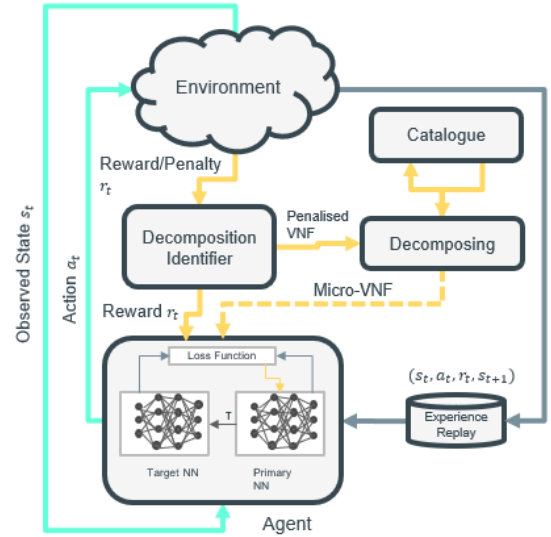 Environment
Catalogue
Reward/Penalty
r_t
Penalised
VNF
Decomposition
Identifier
Decomposing
Observed State s_t
Action a_t
Micro-VNF
Reward r_t
Loss Function
(s_t, a_t, r_t, s_{t+1})
T
Experience
Replay
Target NN
Primary
NN
Agent